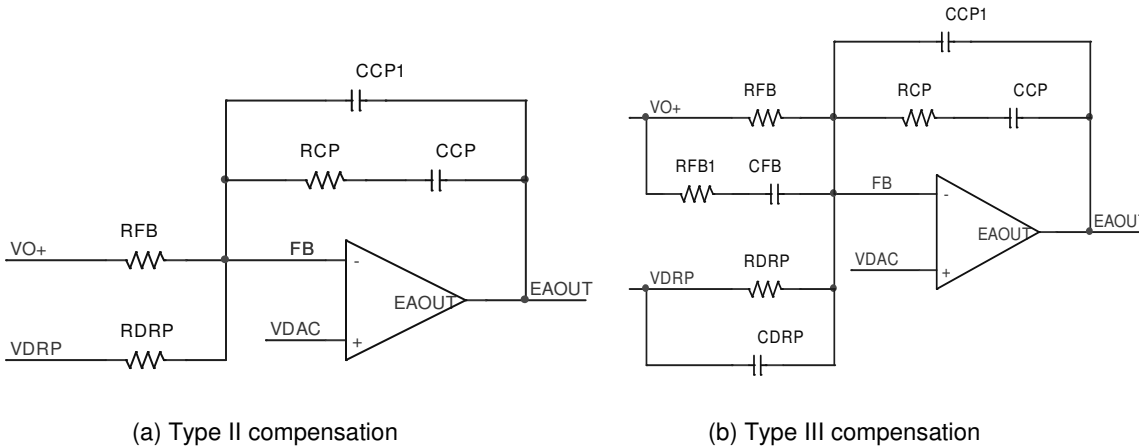 CCP1
RCP
CCP
RFB
VO+
FB
-
EAOUT
EAOUT
RDRP
VDAC
+
VDRP
(a) Type II compensation
CCP1
RFB
RCP
CCP
VO+
RFB1
CFB
FB
-
EAOUT
EAOUT
RDRP
VDAC
+
VDRP
CDRP
(b) Type III compensation